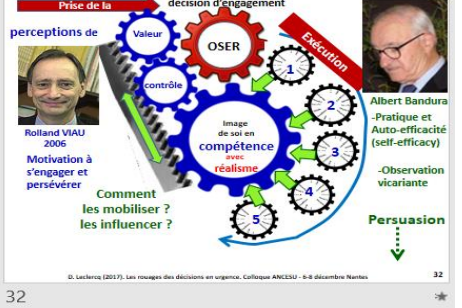 Prise de la
décision d'engagement
perceptions de
Valeur
OSER
Exécution
contrôle
1
2
3
4
5
Image
de soi en
compétence
avec
réalisme
Rolland VIAU
2006
Motivation à
s'engager et
persévérer
Comment
les mobiliser ?
les influencer ?
Albert Bandura
-Pratique et
Auto-efficacité
(self-efficacy)
-Observation
vicariante
Persuasion
D. Leclercq (2017). Les rouages des décisions en urgence. Colloque ANCESU - 6-8 décembre Nantes
32
32